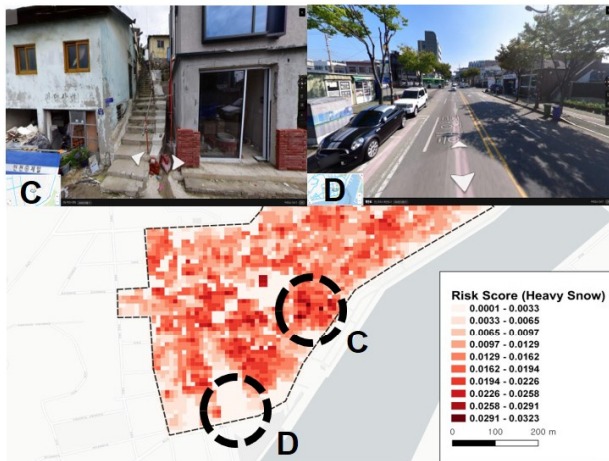 C
D
C
D
Risk Score (Heavy Snow)
0.0001 - 0.0033
0.0033 - 0.0065
0.0065 - 0.0097
0.0097 - 0.0129
0.0129 - 0.0162
0.0162 - 0.0194
0.0194 - 0.0226
0.0226 - 0.0258
0.0258 - 0.0291
0.0291 - 0.0323
0 100 200 m